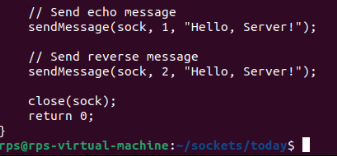 // Send echo message
sendMessage(sock, 1, "Hello, Server!");
// Send reverse message
sendMessage(sock, 2, "Hello, Server!");
close(sock);
return 0;
}
rps@rps-virtual-machine:~/sockets/today$